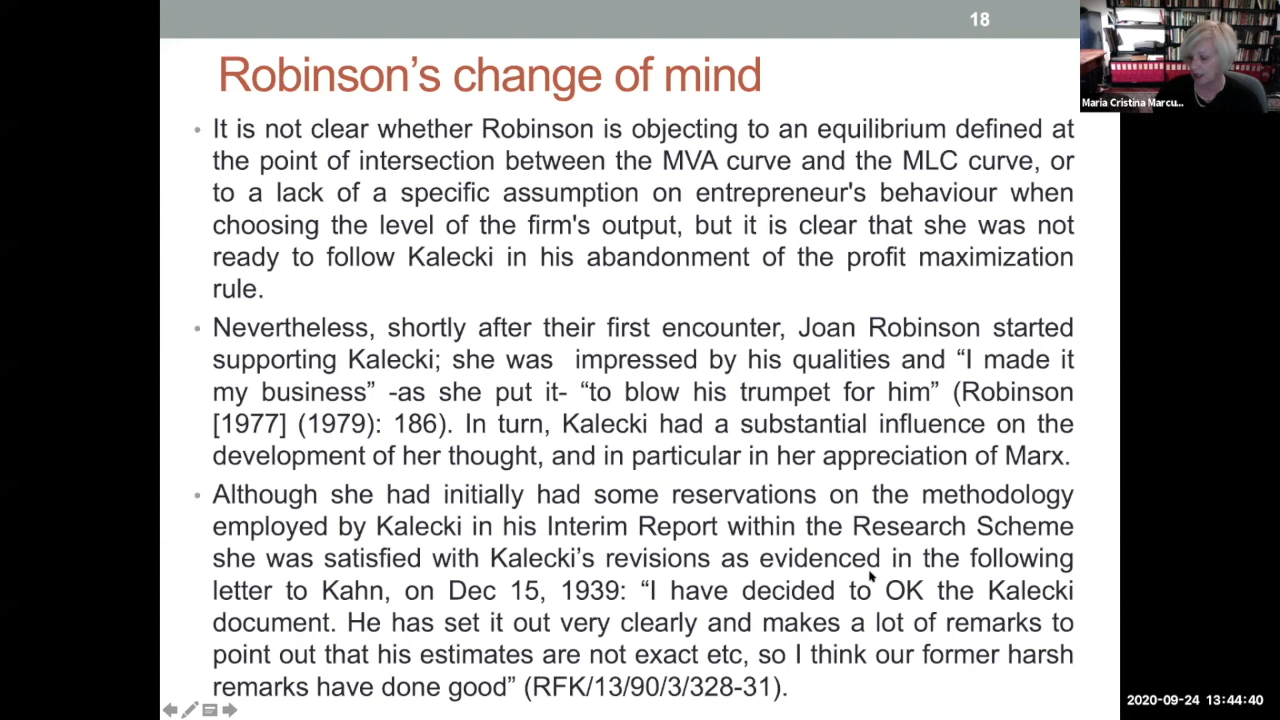 18
Robinson's change of mind
• It is not clear whether Robinson is objecting to an equilibrium defined at
the point of intersection between the MVA curve and the MLC curve, or
to a lack of a specific assumption on entrepreneur's behaviour when
choosing the level of the firm's output, but it is clear that she was not
ready to follow Kalecki in his abandonment of the profit maximization
rule.
• Nevertheless, shortly after their first encounter, Joan Robinson started
supporting Kalecki; she was impressed by his qualities and “I made it
my business” -as she put it- “to blow his trumpet for him” (Robinson
[1977] (1979): 186). In turn, Kalecki had a substantial influence on the
development of her thought, and in particular in her appreciation of Marx.
• Although she had initially had some reservations on the methodology
employed by Kalecki in his Interim Report within the Research Scheme
she was satisfied with Kalecki’s revisions as evidenced in the following
letter to Kahn, on Dec 15, 1939: “I have decided to OK the Kalecki
document. He has set it out very clearly and makes a lot of remarks to
point out that his estimates are not exact etc, so I think our former harsh
remarks have done good” (RFK/13/90/3/328-31).
Maria Cristina Marcu...
2020-09-24 13:44:40